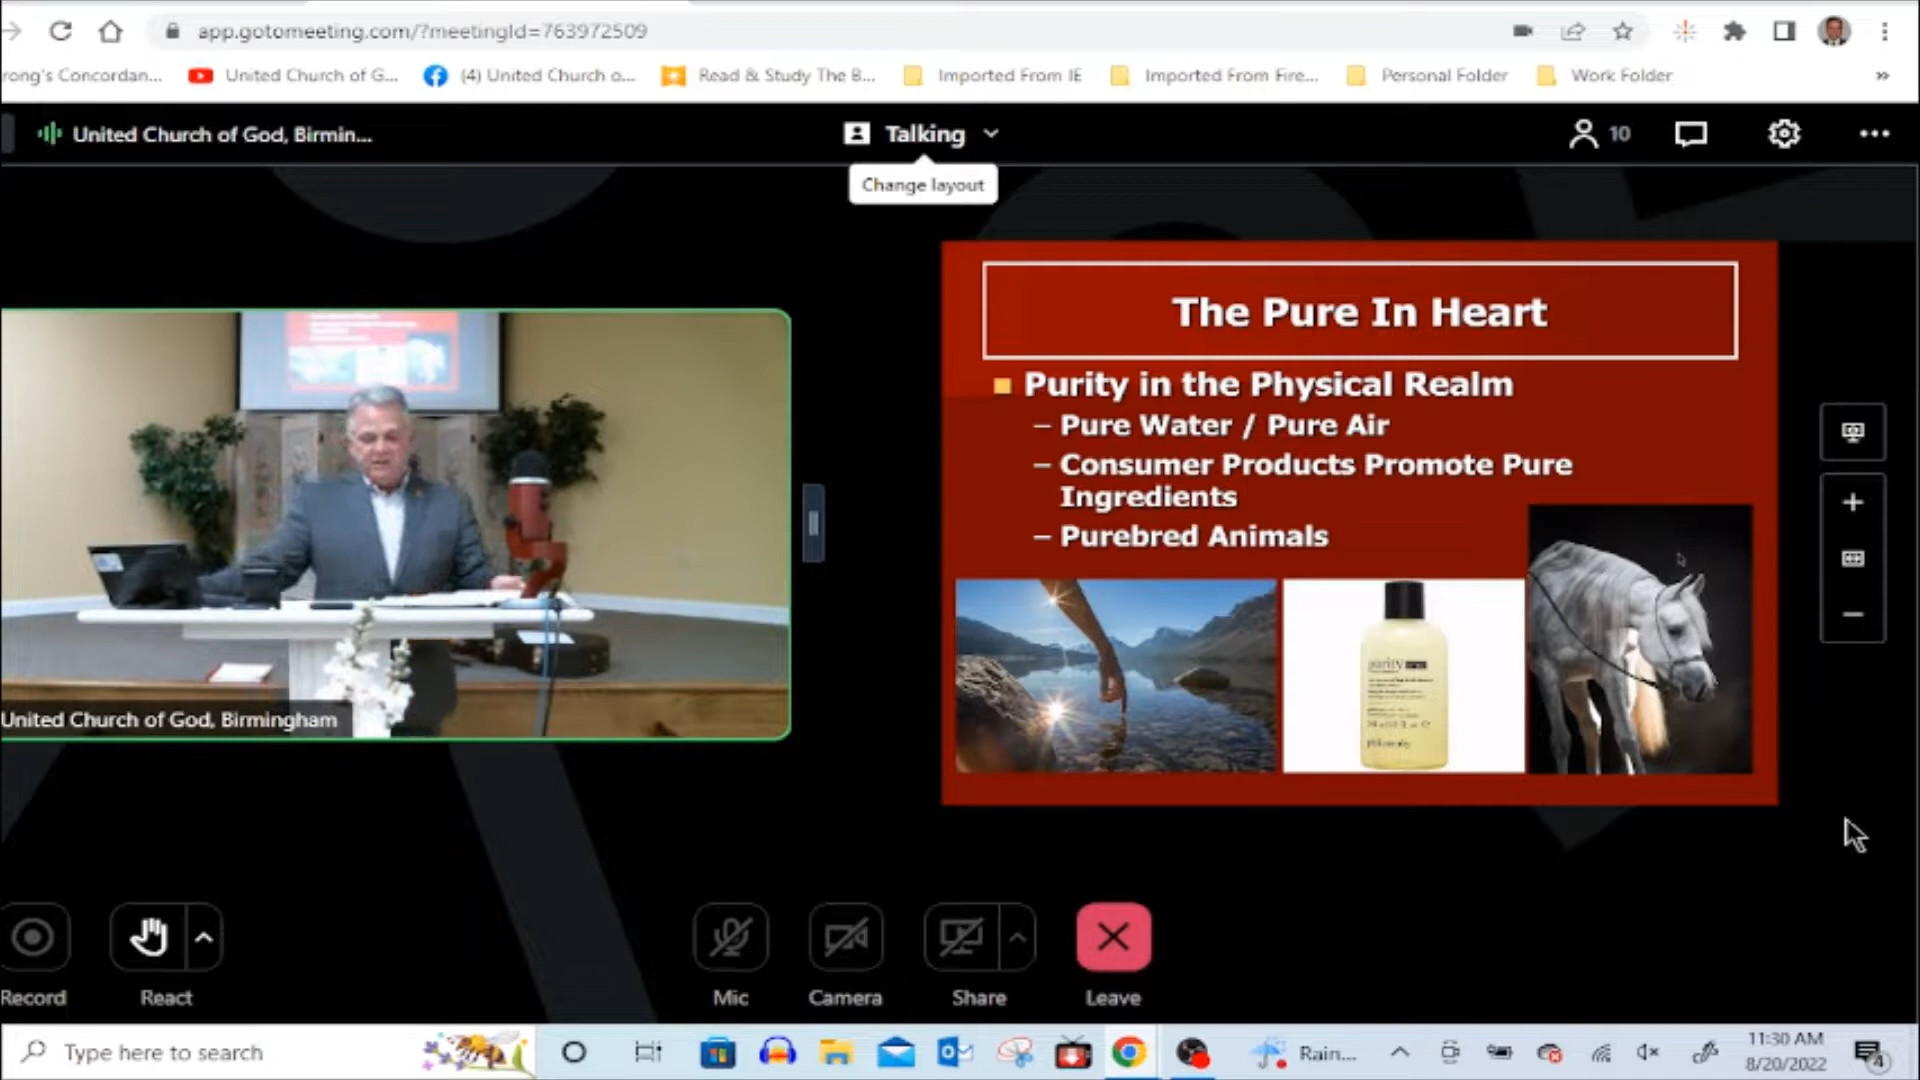 app.gotomeeting.com/?meetingId=763972509
rong's Concordan...
United Church of G...
(4) United Church o...
Read & Study The B...
Imported From IE
Imported From Fire...
Personal Folder
Work Folder
»
United Church of God, Birmin...
Talking
10
Change layout
The Pure In Heart
Purity in the Physical Realm
– Pure Water / Pure Air
– Consumer Products Promote Pure
Ingredients
– Purebred Animals
purity
philosophy
United Church of God, Birmingham
Record
React
Mic
Camera
Share
Leave
Type here to search
Rain...
11:30 AM
8/20/2022
4